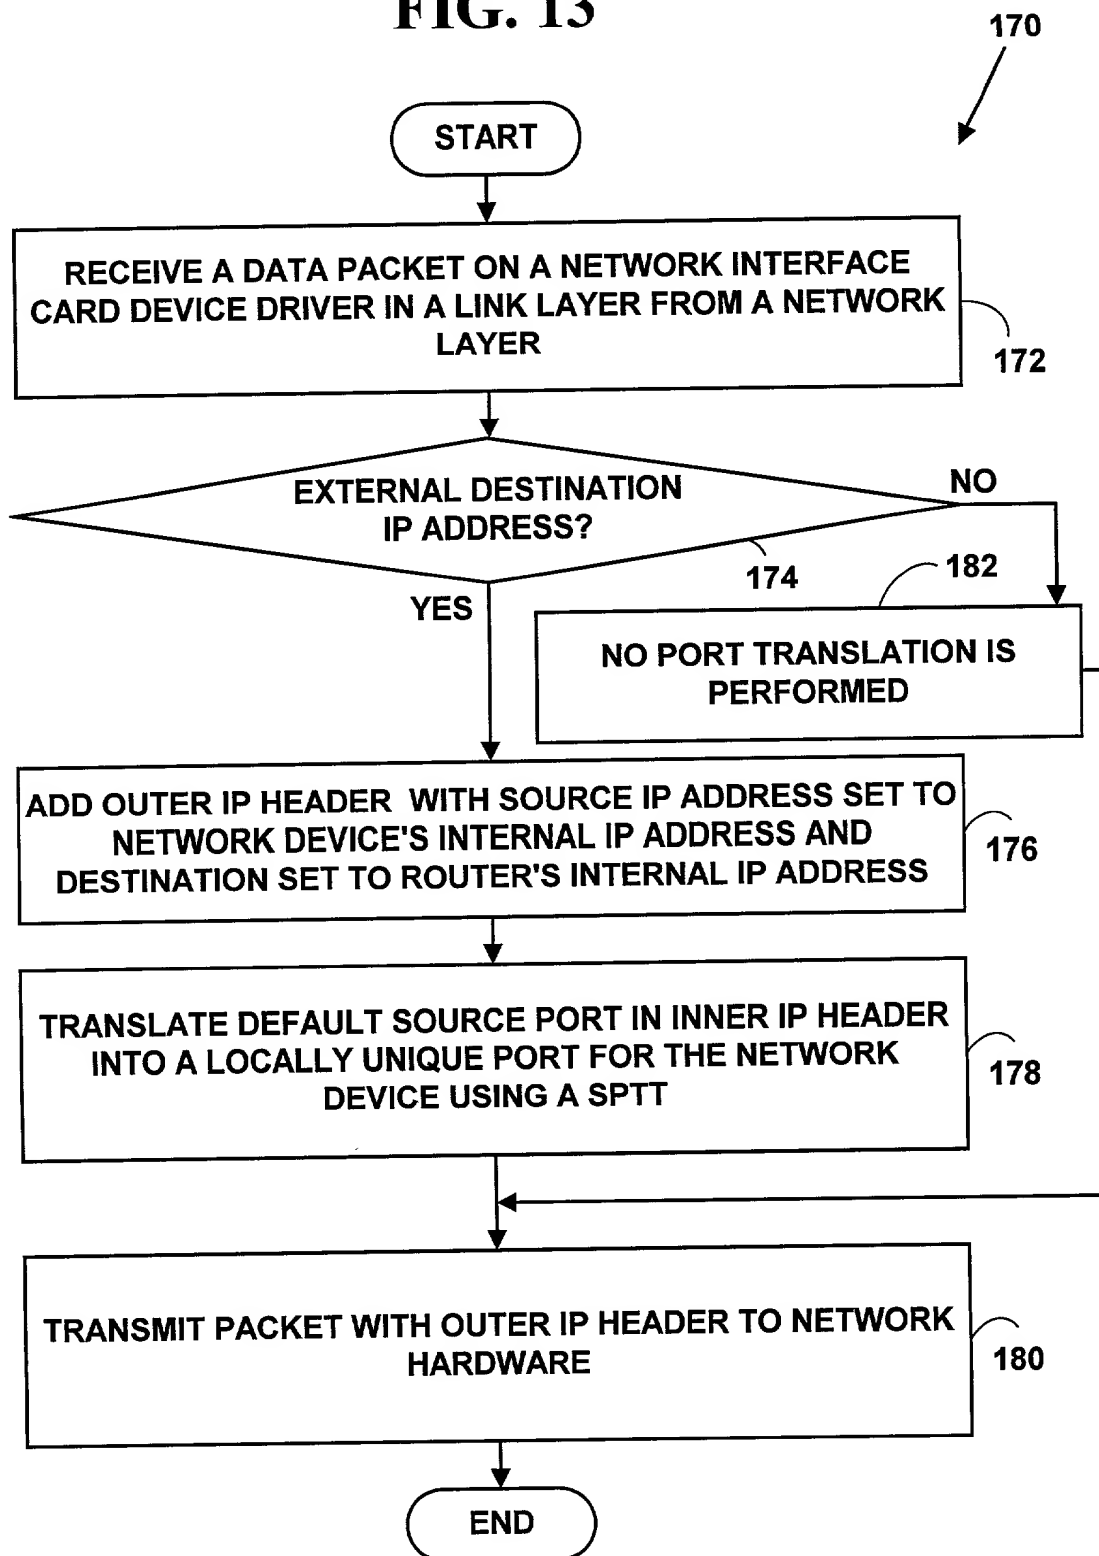 FIG. 13
170
START
RECEIVE A DATA PACKET ON A NETWORK INTERFACE
CARD DEVICE DRIVER IN A LINK LAYER FROM A NETWORK
LAYER
172
EXTERNAL DESTINATION
IP ADDRESS?
NO
174
182
YES
NO PORT TRANSLATION IS
PERFORMED
ADD OUTER IP HEADER WITH SOURCE IP ADDRESS SET TO
NETWORK DEVICE'S INTERNAL IP ADDRESS AND
DESTINATION SET TO ROUTER'S INTERNAL IP ADDRESS
176
TRANSLATE DEFAULT SOURCE PORT IN INNER IP HEADER
INTO A LOCALLY UNIQUE PORT FOR THE NETWORK
DEVICE USING A SPTT
178
TRANSMIT PACKET WITH OUTER IP HEADER TO NETWORK
HARDWARE
180
END